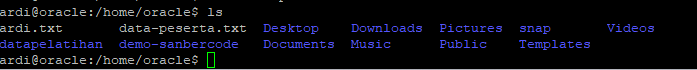 ardi@oracle:/home/oracle$ ls
ardi.txt data-peserta.txt Desktop Downloads Pictures snap Videos
datapelatihan demo-sanbercode Documents Music Public Templates
ardi@oracle:/home/oracle$